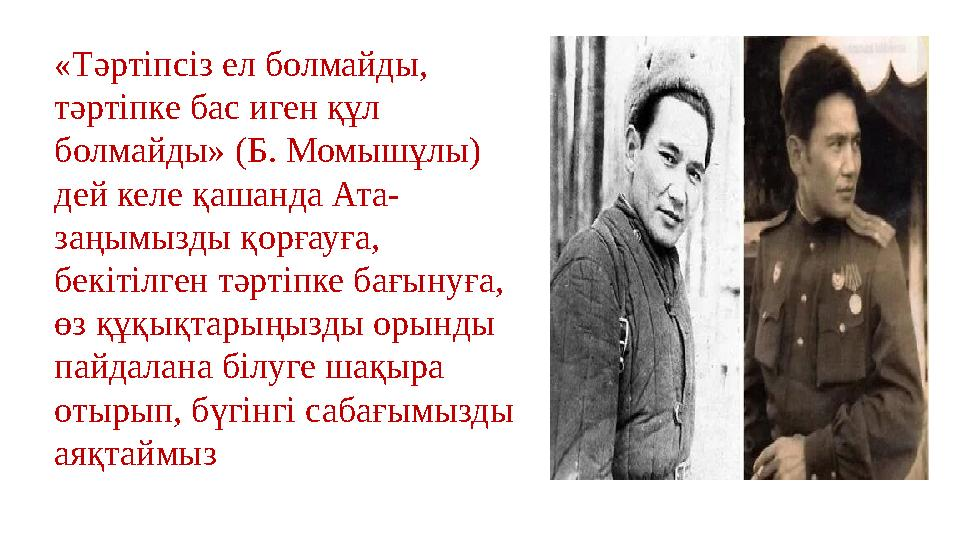 «Тәртіпсіз ел болмайды,
тәртіпке бас иген құл
болмайды» (Б. Момышұлы)
дей келе қашанда Ата-
заңымызды қорғауға,
бекітілген тәртіпке бағынуға,
өз құқықтарыңызды орынды
пайдалана білуге шақыра
отырып, бүгінгі сабағымызды
аяқтаймыз